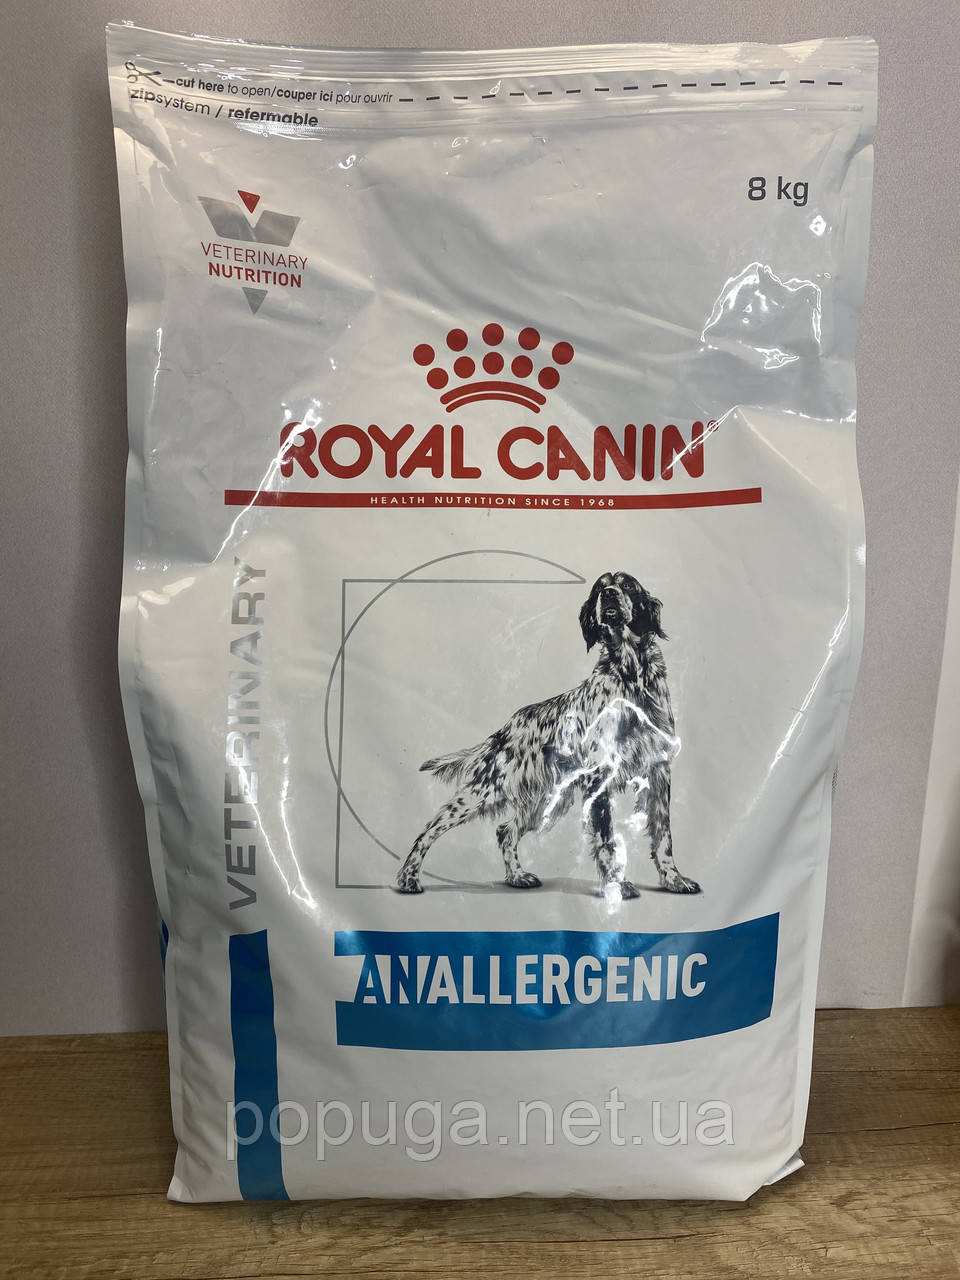 cut here to open/couper ici pour ouvrir
zipsystem / refermable
8 kg
VETERINARY
NUTRITION
ROYAL CANIN®
HEALTH NUTRITION SINCE 1968
VETERINARY
ANALLERGENIC
popuga.net.ua